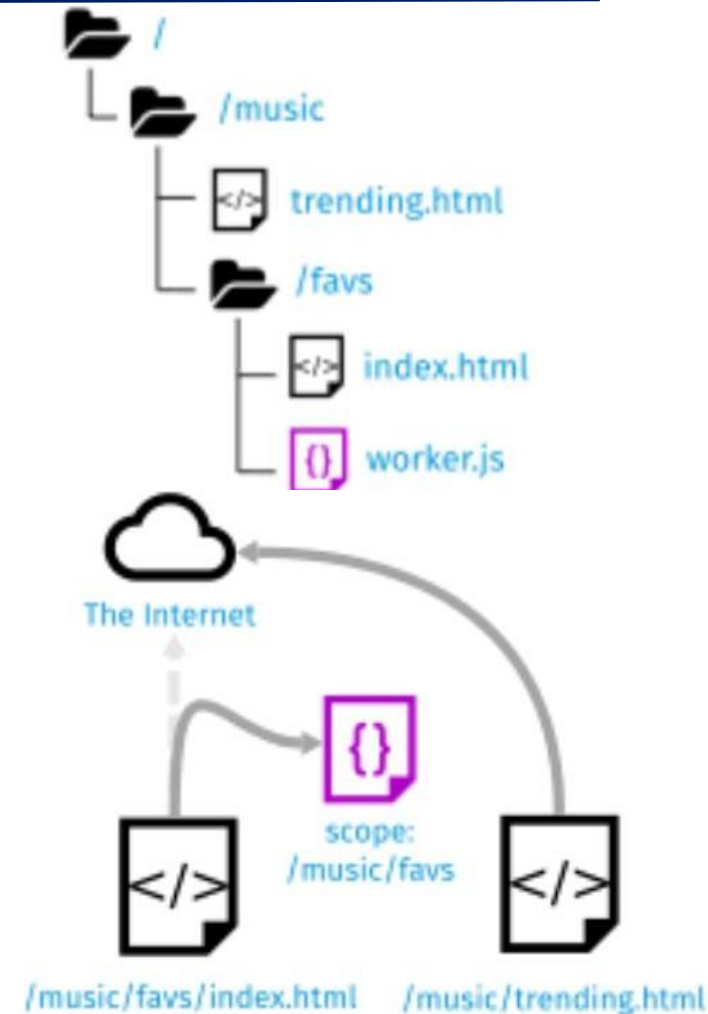 /
/music
</>
trending.html
/favs
</>
index.html
{}
worker.js
The Internet
{}
scope:
/music/favs
</>
</>
/music/favs/index.html
/music/trending.html